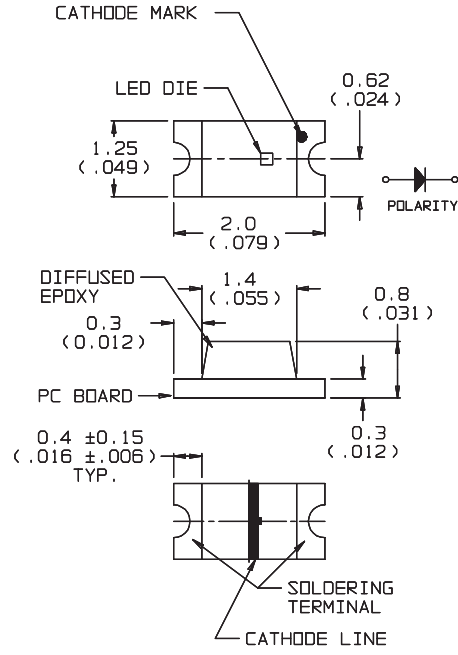 CATHODE MARK
LED DIE
0.62
(.024)
1.25
(.049)
POLARITY
2.0
(.079)
DIFFUSED
EPOXY
1.4
(.055)
0.8
(.031)
0.3
(0.012)
PC BOARD
0.3
(.012)
0.4 ±0.15
(.016 ±.006)
TYP.
SOLDERING
TERMINAL
CATHODE LINE